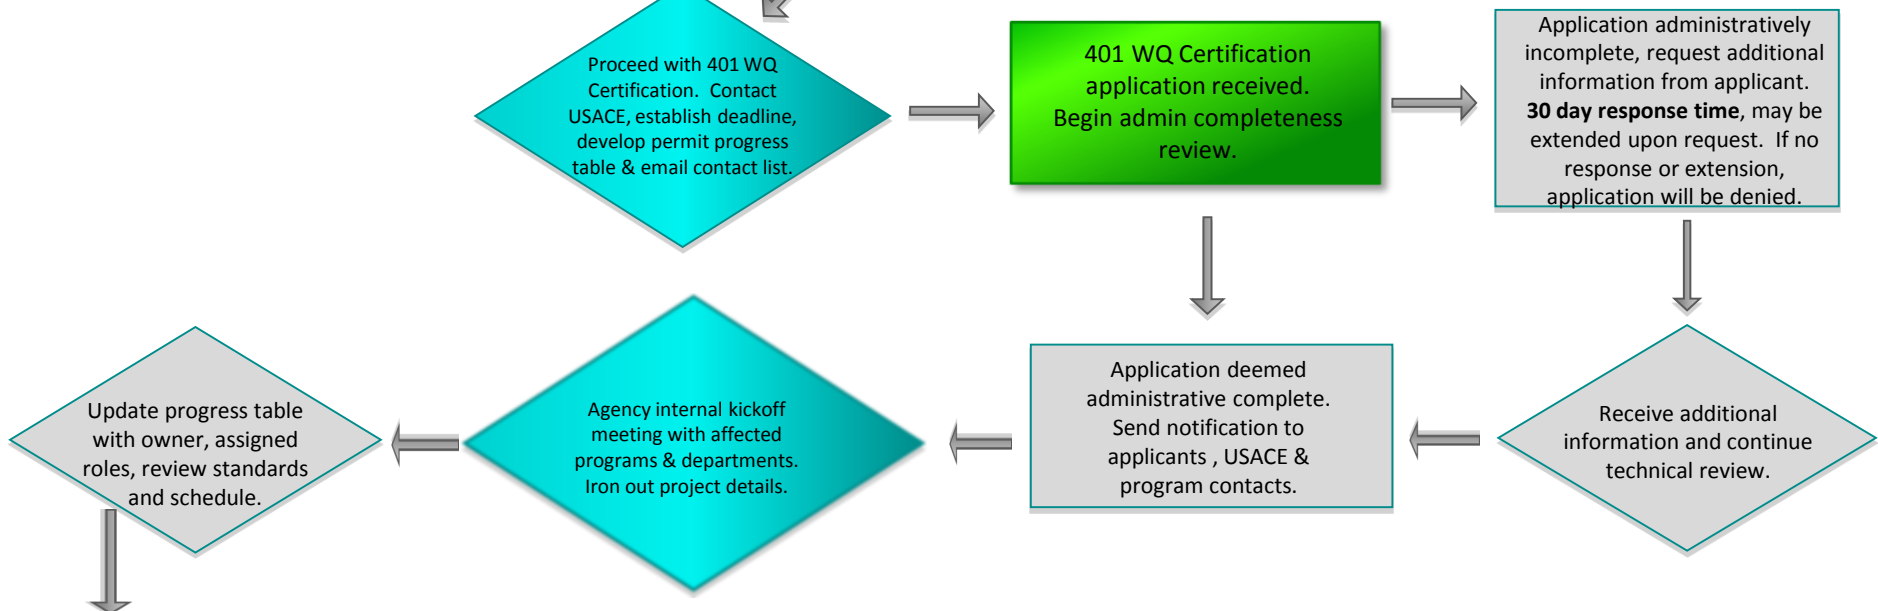 Proceed with 401 WQ
Certification.  Contact
USACE, establish deadline,
develop permit progress
table & email contact list.
401 WQ Certification
application received.
Begin admin completeness
review.
Application administratively
incomplete, request additional
information from applicant.
30 day response time, may be
extended upon request.  If no
response or extension,
application will be denied.
Update progress table
with owner, assigned
roles, review standards
and schedule.
Agency internal kickoff
meeting with affected
programs & departments.
Iron out project details.
Application deemed
administrative complete.
Send notification to
applicants , USACE &
program contacts.
Receive additional
information and continue
technical review.